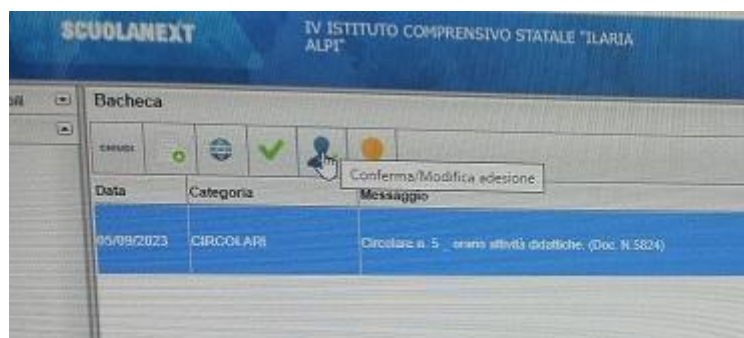 SCUOLANEXT
IV ISTITUTO COMPRENSIVO STATALE "ILARIA
ALPI"
Bacheca
CHIUDI
Conferma/Modifica adesione
Data
Categoria
Messaggio
05/09/2023
CIRCOLARI
Circolare n. 5 _ orario attività didattiche. (Doc. N.5824)